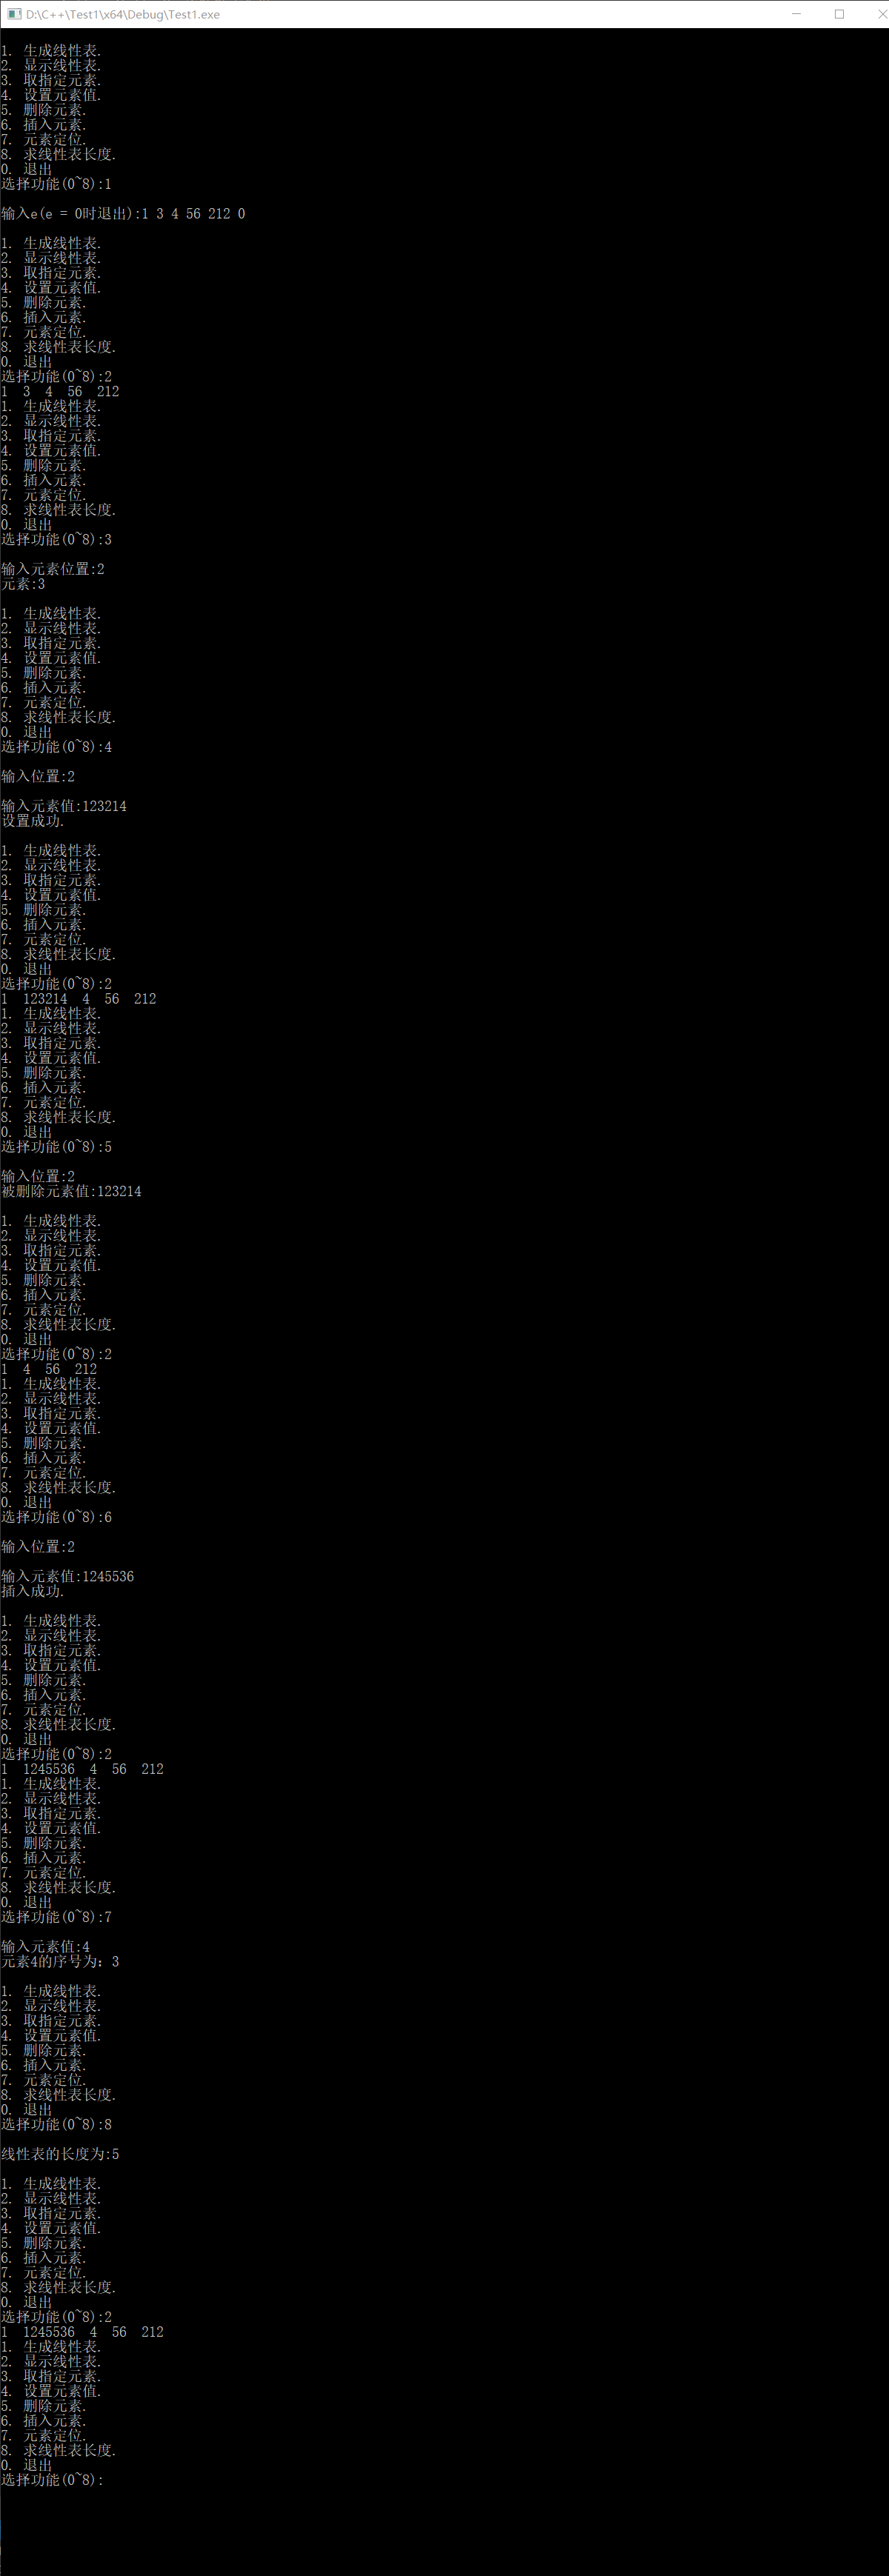 D:\C++\Test1\x64\Debug\Test1.exe
1. 生成线性表.
2. 显示线性表.
3. 取指定元素.
4. 设置元素值.
5. 删除元素.
6. 插入元素.
7. 元素定位.
8. 求线性表长度.
0. 退出
选择功能(0~8):1
输入e(e = 0时退出):1 3 4 56 212 0
1. 生成线性表.
2. 显示线性表.
3. 取指定元素.
4. 设置元素值.
5. 删除元素.
6. 插入元素.
7. 元素定位.
8. 求线性表长度.
0. 退出
选择功能(0~8):2
1  3  4  56  212
1. 生成线性表.
2. 显示线性表.
3. 取指定元素.
4. 设置元素值.
5. 删除元素.
6. 插入元素.
7. 元素定位.
8. 求线性表长度.
0. 退出
选择功能(0~8):3
输入元素位置:2
元素:3
1. 生成线性表.
2. 显示线性表.
3. 取指定元素.
4. 设置元素值.
5. 删除元素.
6. 插入元素.
7. 元素定位.
8. 求线性表长度.
0. 退出
选择功能(0~8):4
输入位置:2
输入元素值:123214
设置成功.
1. 生成线性表.
2. 显示线性表.
3. 取指定元素.
4. 设置元素值.
5. 删除元素.
6. 插入元素.
7. 元素定位.
8. 求线性表长度.
0. 退出
选择功能(0~8):2
1  123214  4  56  212
1. 生成线性表.
2. 显示线性表.
3. 取指定元素.
4. 设置元素值.
5. 删除元素.
6. 插入元素.
7. 元素定位.
8. 求线性表长度.
0. 退出
选择功能(0~8):5
输入位置:2
被删除元素值:123214
1. 生成线性表.
2. 显示线性表.
3. 取指定元素.
4. 设置元素值.
5. 删除元素.
6. 插入元素.
7. 元素定位.
8. 求线性表长度.
0. 退出
选择功能(0~8):2
1  4  56  212
1. 生成线性表.
2. 显示线性表.
3. 取指定元素.
4. 设置元素值.
5. 删除元素.
6. 插入元素.
7. 元素定位.
8. 求线性表长度.
0. 退出
选择功能(0~8):6
输入位置:2
输入元素值:1245536
插入成功.
1. 生成线性表.
2. 显示线性表.
3. 取指定元素.
4. 设置元素值.
5. 删除元素.
6. 插入元素.
7. 元素定位.
8. 求线性表长度.
0. 退出
选择功能(0~8):2
1  1245536  4  56  212
1. 生成线性表.
2. 显示线性表.
3. 取指定元素.
4. 设置元素值.
5. 删除元素.
6. 插入元素.
7. 元素定位.
8. 求线性表长度.
0. 退出
选择功能(0~8):7
输入元素值:4
元素4的序号为: 3
1. 生成线性表.
2. 显示线性表.
3. 取指定元素.
4. 设置元素值.
5. 删除元素.
6. 插入元素.
7. 元素定位.
8. 求线性表长度.
0. 退出
选择功能(0~8):8
线性表的长度为:5
1. 生成线性表.
2. 显示线性表.
3. 取指定元素.
4. 设置元素值.
5. 删除元素.
6. 插入元素.
7. 元素定位.
8. 求线性表长度.
0. 退出
选择功能(0~8):2
1  1245536  4  56  212
1. 生成线性表.
2. 显示线性表.
3. 取指定元素.
4. 设置元素值.
5. 删除元素.
6. 插入元素.
7. 元素定位.
8. 求线性表长度.
0. 退出
选择功能(0~8):